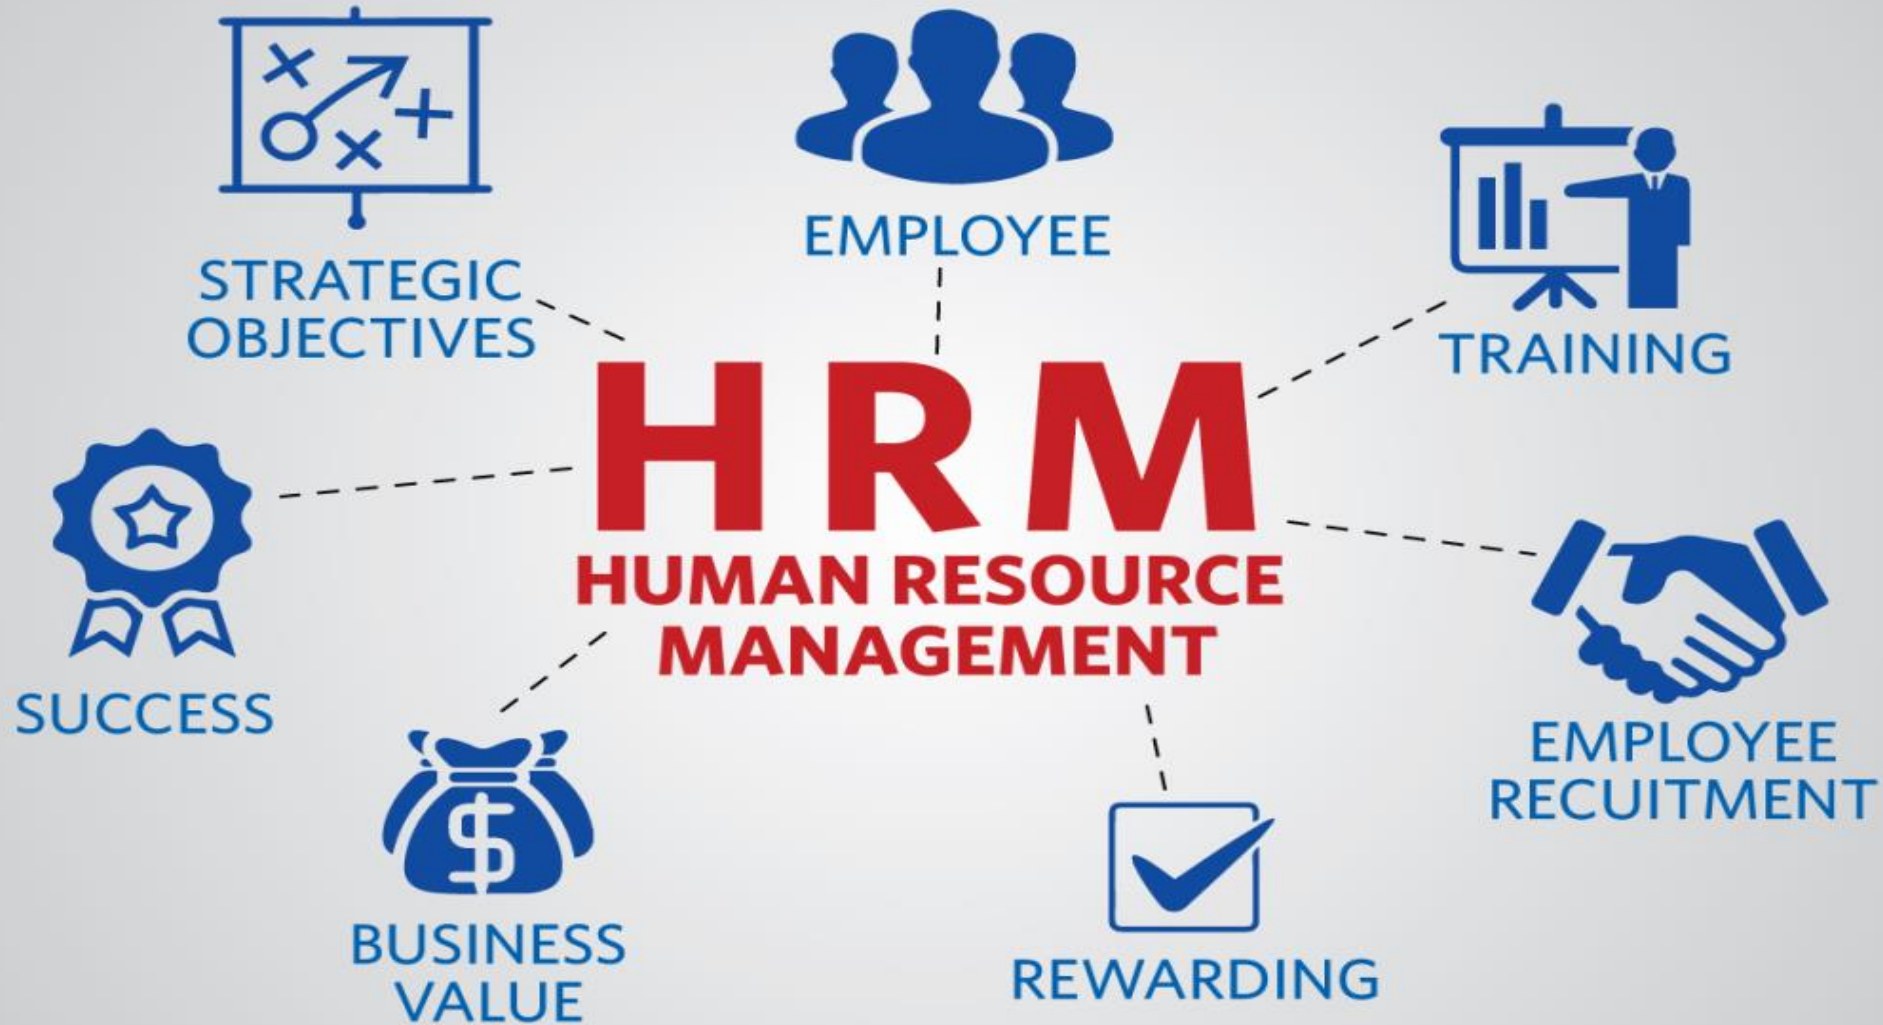 STRATEGIC
OBJECTIVES
EMPLOYEE
TRAINING
HRM
HUMAN RESOURCE
MANAGEMENT
SUCCESS
EMPLOYEE
RECUITMENT
$
BUSINESS
VALUE
REWARDING